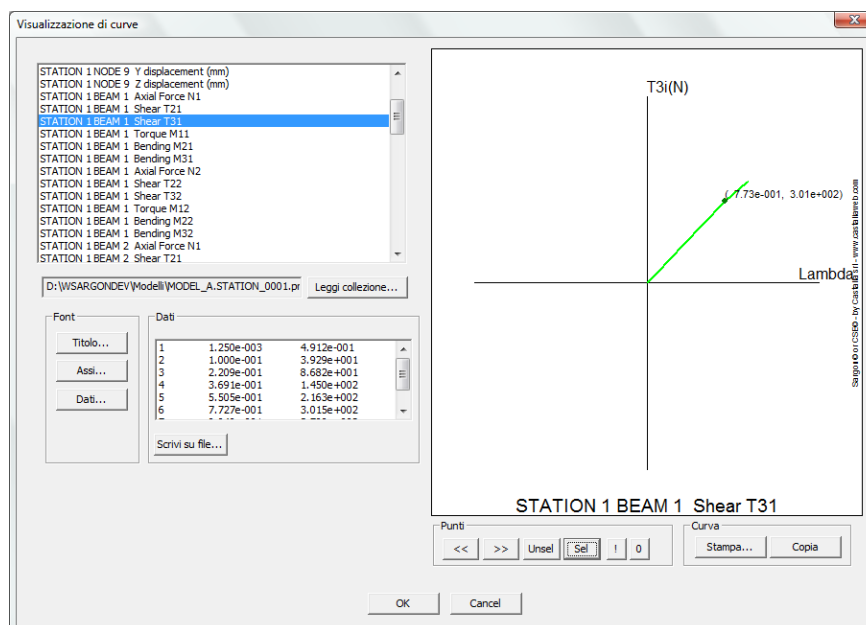 Visualizzazione di curve
STATION 1 NODE 9 Y displacement (mm)
STATION 1 NODE 9 Z displacement (mm)
STATION 1 BEAM 1 Axial Force N1
STATION 1 BEAM 1 Shear T21
STATION 1 BEAM 1 Shear T31
STATION 1 BEAM 1 Torque M11
STATION 1 BEAM 1 Bending M21
STATION 1 BEAM 1 Bending M31
STATION 1 BEAM 1 Axial Force N2
STATION 1 BEAM 1 Shear T22
STATION 1 BEAM 1 Shear T32
STATION 1 BEAM 1 Torque M12
STATION 1 BEAM 1 Bending M22
STATION 1 BEAM 1 Bending M32
STATION 1 BEAM 2 Axial Force N1
STATION 1 BEAM 2 Shear T21
D:\WSARGONDEV\Modelli\MODEL_A.STATION_0001.pr
Leggi collezione...
Font
Titolo...
Assi...
Dati...
Dati
1 1.250e-003 4.912e-001
2 1.000e-001 3.929e+001
3 2.209e-001 8.682e+001
4 3.691e-001 1.450e+002
5 5.505e-001 2.163e+002
6 7.727e-001 3.015e+002
Scrivi su file...
T3i(N)
( 7.73e-001, 3.01e+002)
Lambda
STATION 1 BEAM 1 Shear T31
Punti
<< >> Unsel Sel ! 0
Curva
Stampa... Copia
OK Cancel